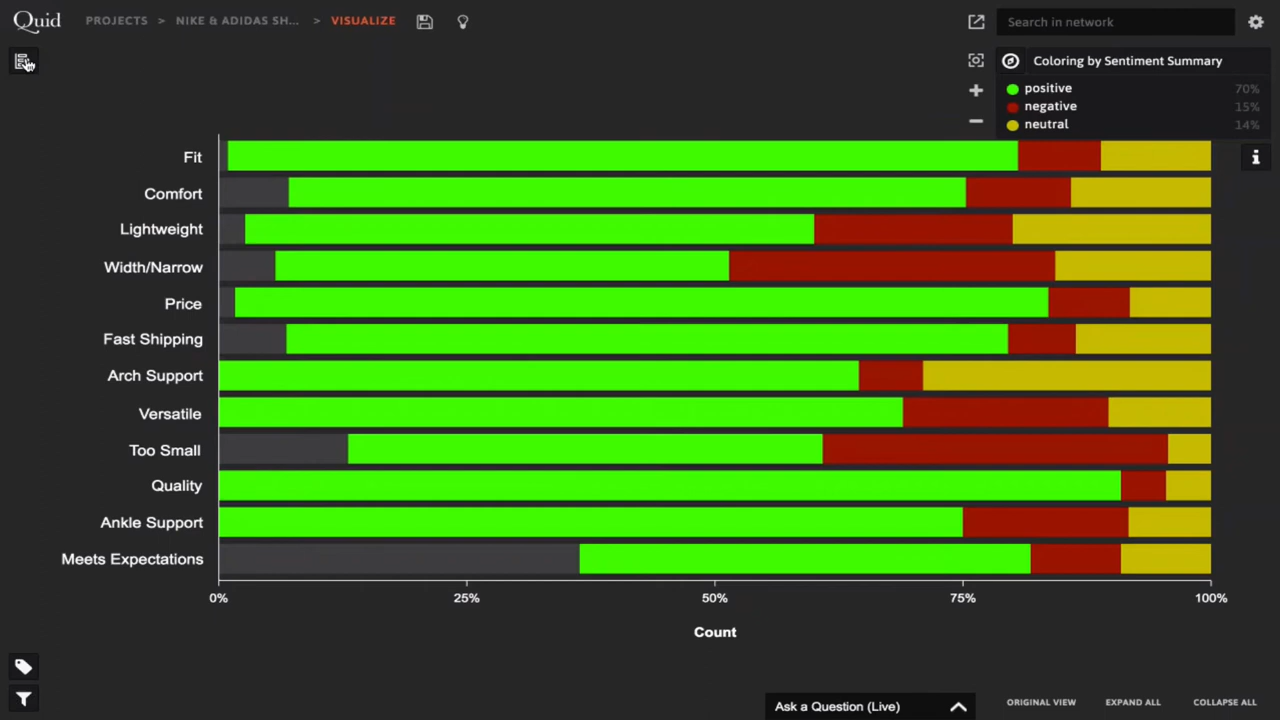 Quid PROJECTS > NIKE & ADIDAS SH... > VISUALIZE Search in network
Coloring by Sentiment Summary
positive 70%
negative 15%
neutral 14%
Fit
Comfort
Lightweight
Width/Narrow
Price
Fast Shipping
Arch Support
Versatile
Too Small
Quality
Ankle Support
Meets Expectations
0% 25% 50% 75% 100%
Count
Ask a Question (Live) ORIGINAL VIEW EXPAND ALL COLLAPSE ALL